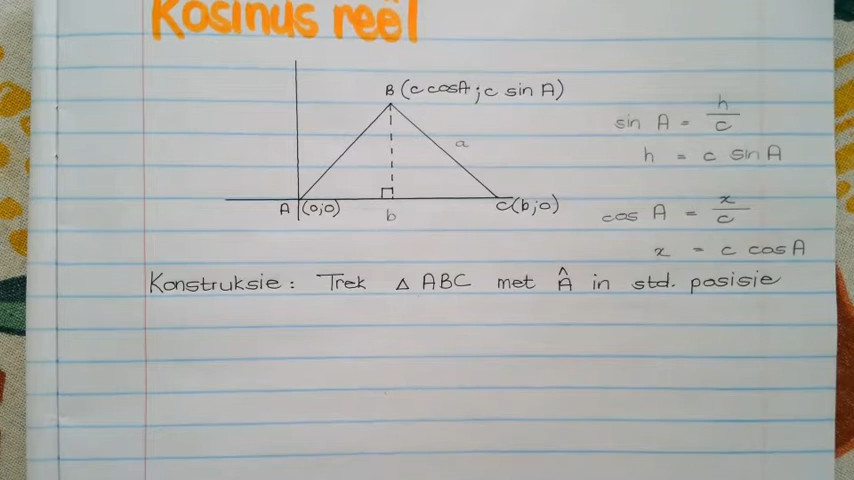 Kosinus reël
B (c cosA ; c sin A)
a
A (0;0)
b
C(b;0)
sin A = h/c
h = c sin A
cos A = x/c
x = c cos A
Konstruksie : Trek △ ABC met Â in std. posisie